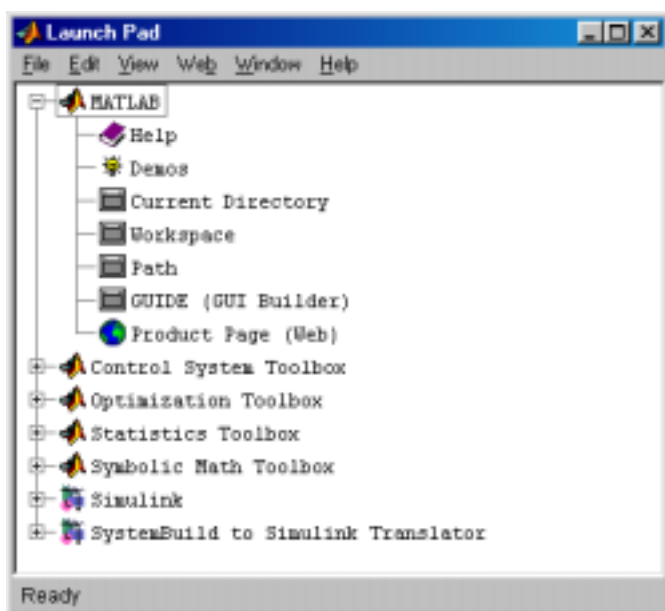 Launch Pad
File Edit View Web Window Help
MATLAB
Help
Demos
Current Directory
Workspace
Path
GUIDE (GUI Builder)
Product Page (Web)
Control System Toolbox
Optimization Toolbox
Statistics Toolbox
Symbolic Math Toolbox
Simulink
SystemBuild to Simulink Translator
Ready